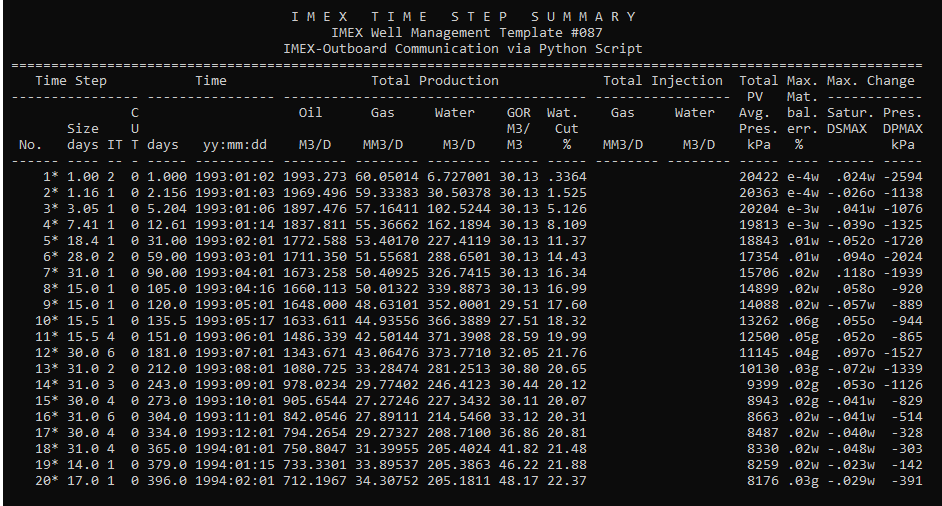 I M E X   T I M E   S T E P   S U M M A R Y
IMEX Well Management Template #087
IMEX-Outboard Communication via Python Script
==================================================================================================================
   Time Step           Time                  Total Production             Total Injection  Total Max. Max. Change
--------------- ------------------ ------------------------------------ ----------------- PV Mat. ------------
C Oil Gas Water GOR Wat. Gas Water Avg. bal. Satur. Pres.
Size U M3/ Cut Pres. err. DSMAX DPMAX
No. days IT T days yy:mm:dd M3/D MM3/D M3/D M3 % MM3/D M3/D kPa % kPa
------ ---- -- - ----- ---------- -------- -------- -------- ----- ----- -------- -------- ----- ---- ------ -----
1* 1.00 2 0 1.000 1993:01:02 1993.273 60.05014 6.727001 30.13 .3364 20422 e-4w .024w -2594
2* 1.16 1 0 2.156 1993:01:03 1969.496 59.33383 30.50378 30.13 1.525 20363 e-4w -.026o -1138
3* 3.05 1 0 5.204 1993:01:06 1897.476 57.16411 102.5244 30.13 5.126 20204 e-3w .041w -1076
4* 7.41 1 0 12.61 1993:01:14 1837.811 55.36662 162.1894 30.13 8.109 19813 e-3w -.039o -1325
5* 18.4 1 0 31.00 1993:02:01 1772.588 53.40170 227.4119 30.13 11.37 18843 .01w -.052o -1720
6* 28.0 2 0 59.00 1993:03:01 1711.350 51.55681 288.6501 30.13 14.43 17354 .01w .094o -2024
7* 31.0 1 0 90.00 1993:04:01 1673.258 50.40925 326.7415 30.13 16.34 15706 .02w .118o -1939
8* 15.0 1 0 105.0 1993:04:16 1660.113 50.01322 339.8873 30.13 16.99 14899 .02w .058o -920
9* 15.0 1 0 120.0 1993:05:01 1648.000 48.63101 352.0001 29.51 17.60 14088 .02w -.057w -889
10* 15.5 1 0 135.5 1993:05:17 1633.611 44.93556 366.3889 27.51 18.32 13262 .06g .055o -944
11* 15.5 4 0 151.0 1993:06:01 1486.339 42.50144 371.3908 28.59 19.99 12500 .05g .052o -865
12* 30.0 6 0 181.0 1993:07:01 1343.671 43.06476 373.7710 32.05 21.76 11145 .04g .097o -1527
13* 31.0 2 0 212.0 1993:08:01 1080.725 33.28474 281.2513 30.80 20.65 10130 .03g -.072w -1339
14* 31.0 3 0 243.0 1993:09:01 978.0234 29.77402 246.4123 30.44 20.12 9399 .02g .053o -1126
15* 30.0 4 0 273.0 1993:10:01 905.6544 27.27246 227.3432 30.11 20.07 8943 .02g -.041w -829
16* 31.0 6 0 304.0 1993:11:01 842.0546 27.89111 214.5460 33.12 20.31 8663 .02w -.041w -514
17* 30.0 4 0 334.0 1993:12:01 794.2654 29.27327 208.7100 36.86 20.81 8487 .02w -.040w -328
18* 31.0 4 0 365.0 1994:01:01 750.8047 31.39955 205.4024 41.82 21.48 8330 .02w -.048w -303
19* 14.0 1 0 379.0 1994:01:15 733.3301 33.89537 205.3863 46.22 21.88 8259 .02w -.023w -142
20* 17.0 1 0 396.0 1994:02:01 712.1967 34.30752 205.1811 48.17 22.37 8176 .03g -.029w -391